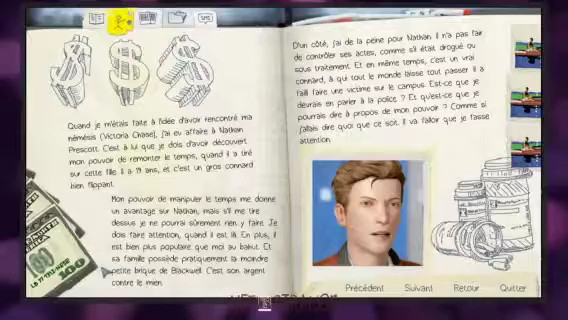 SMS
Quand je m'étais faite à l'idée d'avoir rencontré ma
némésis (Victoria Chase), j'ai eu affaire à Nathan
Prescott. C'est à lui que je dois d'avoir découvert
mon pouvoir de remonter le temps, quand il a tiré
sur cette fille. Il a 19 ans, et c'est un gros connard
bien flippant.
Mon pouvoir de manipuler le temps me donne
un avantage sur Nathan, mais s'il me tire
dessus je ne pourrai sûrement rien y faire. Je
dois faire attention, quand il est là. En plus, il
est bien plus populaire que moi au bahut. Et
sa famille possède pratiquement la moindre
petite brique de Blackwell. C'est son argent
contre le mien.
100
D'un côté, j'ai de la peine pour Nathan. Il n'a pas l'air
de contrôler ses actes, comme s'il était drogué ou
sous traitement. Et en même temps, c'est un vrai
connard, à qui tout le monde laisse tout passer. Il a
failli faire une victime sur le campus. Est-ce que je
devrais en parler à la police ? Et qu'est-ce que je
pourrais dire à propos de mon pouvoir ? Comme si
j'allais dire quoi que ce soit. Il va falloir que je fasse
attention.
Précédent Suivant Retour Quitter